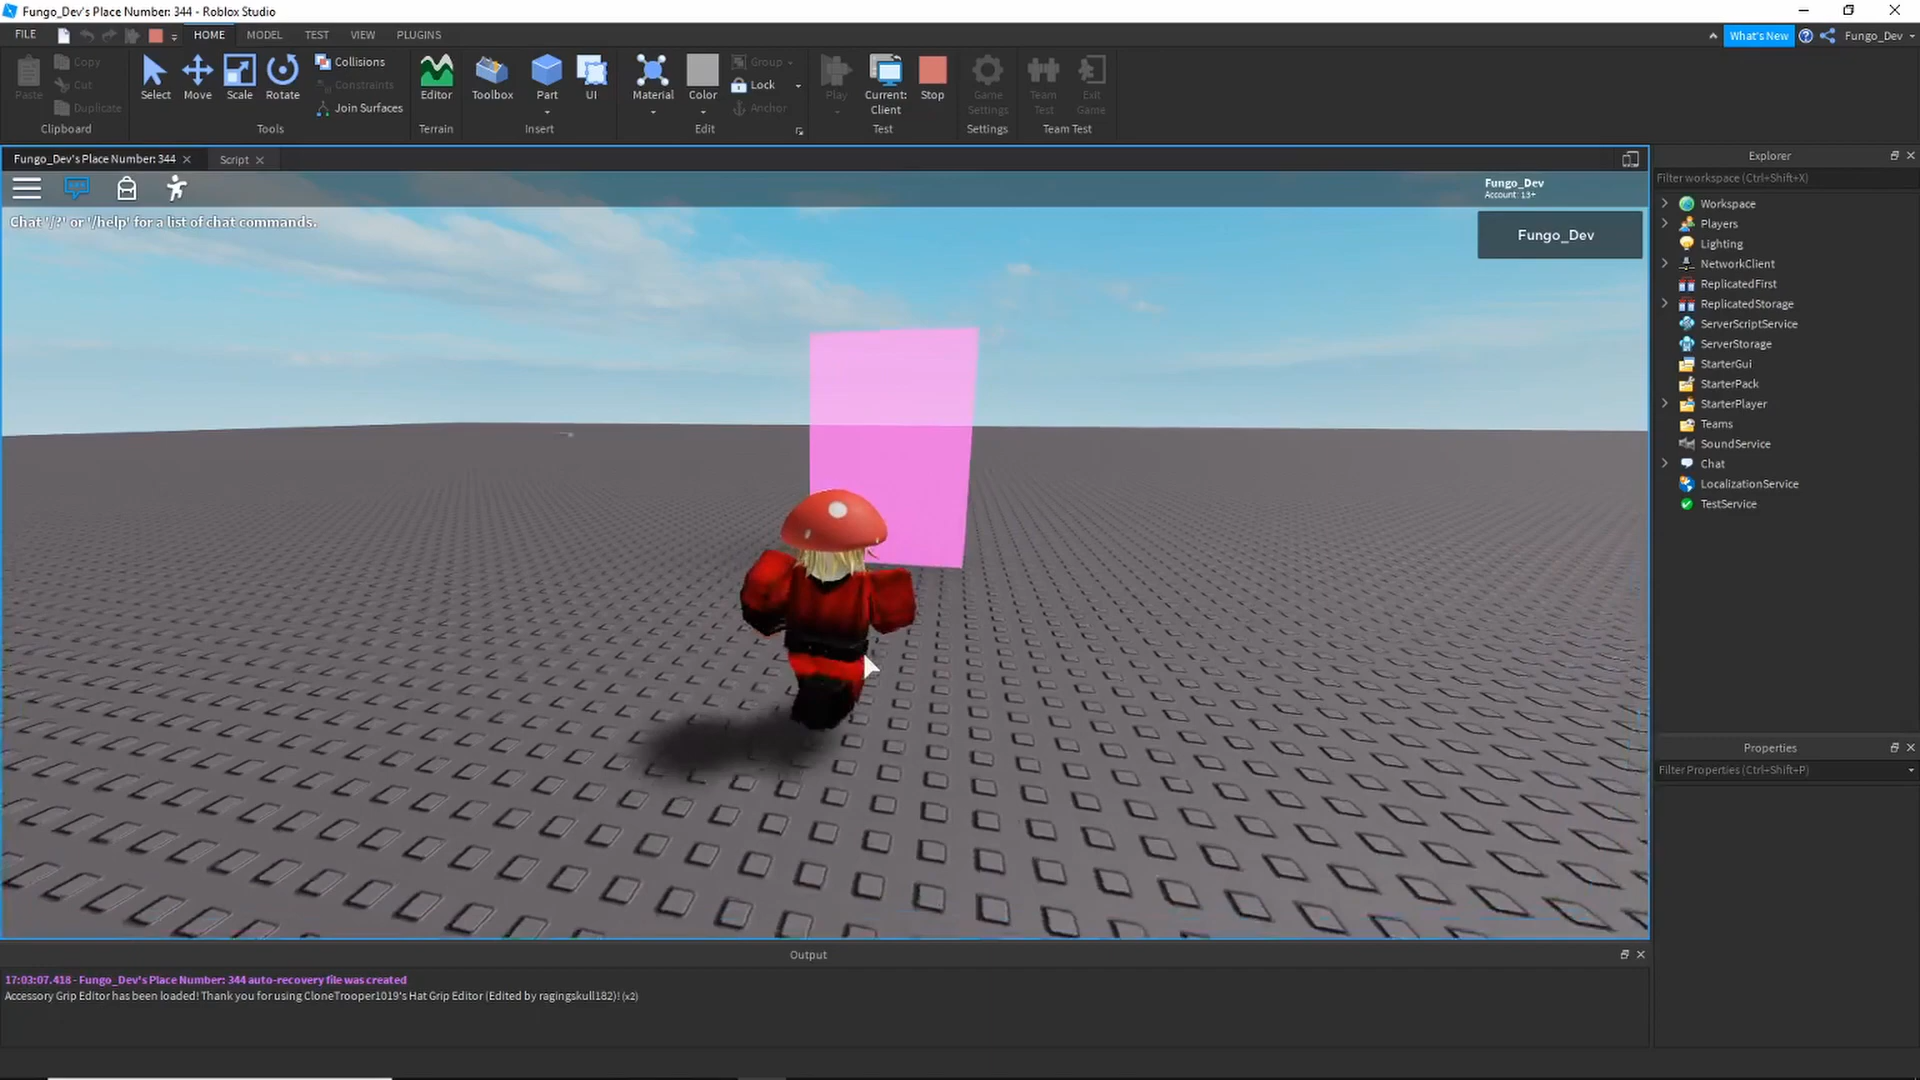 Fungo_Dev's Place Number: 344 - Roblox Studio
FILE HOME MODEL TEST VIEW PLUGINS What's New Fungo_Dev
Paste
Copy
Cut
Duplicate
Clipboard
Select Move Scale Rotate
Collisions
Constraints
Join Surfaces
Tools
Editor
Terrain
Toolbox Part UI
Insert
Material Color
Group
Lock
Anchor
Edit
Play
Current:
Client
Stop
Test
Game
Settings
Settings
Team
Test
Exit
Game
Team Test
Fungo_Dev's Place Number: 344 Script
Fungo_Dev
Account: 13+
Chat '/?' or '/help' for a list of chat commands.
Fungo_Dev
Explorer
Filter workspace (Ctrl+Shift+X)
Workspace
Players
Lighting
NetworkClient
ReplicatedFirst
ReplicatedStorage
ServerScriptService
ServerStorage
StarterGui
StarterPack
StarterPlayer
Teams
SoundService
Chat
LocalizationService
TestService
Properties
Filter Properties (Ctrl+Shift+P)
Output
17:03:07.418 - Fungo_Dev's Place Number: 344 auto-recovery file was created
Accessory Grip Editor has been loaded! Thank you for using CloneTrooper1019's Hat Grip Editor (Edited by ragingskull182)! (x2)